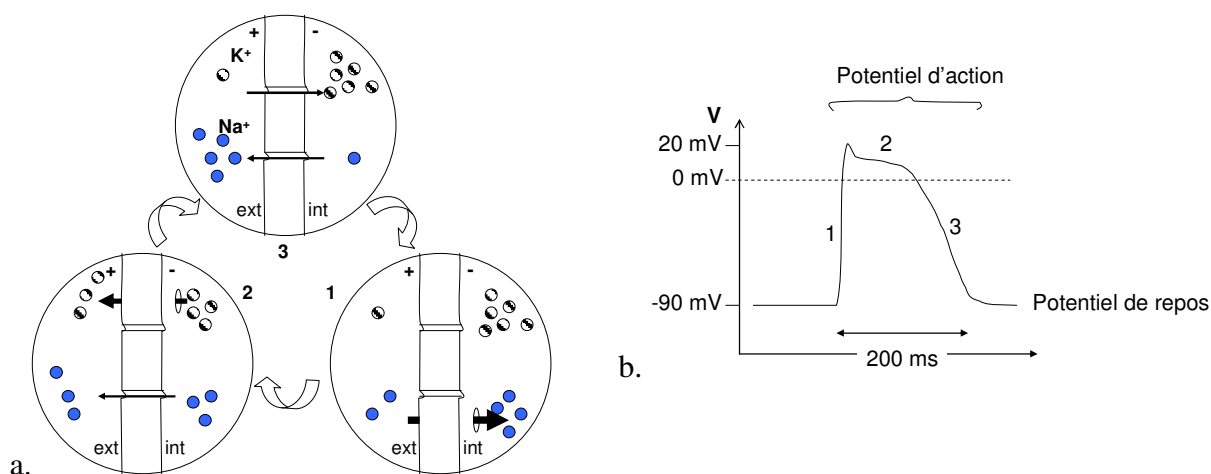 + -
K+
Na+
ext int
3
+ -
2
ext int
1
+ -
ext int
a.
Potentiel d'action
V
20 mV
2
0 mV
1
3
-90 mV
Potentiel de repos
200 ms
b.